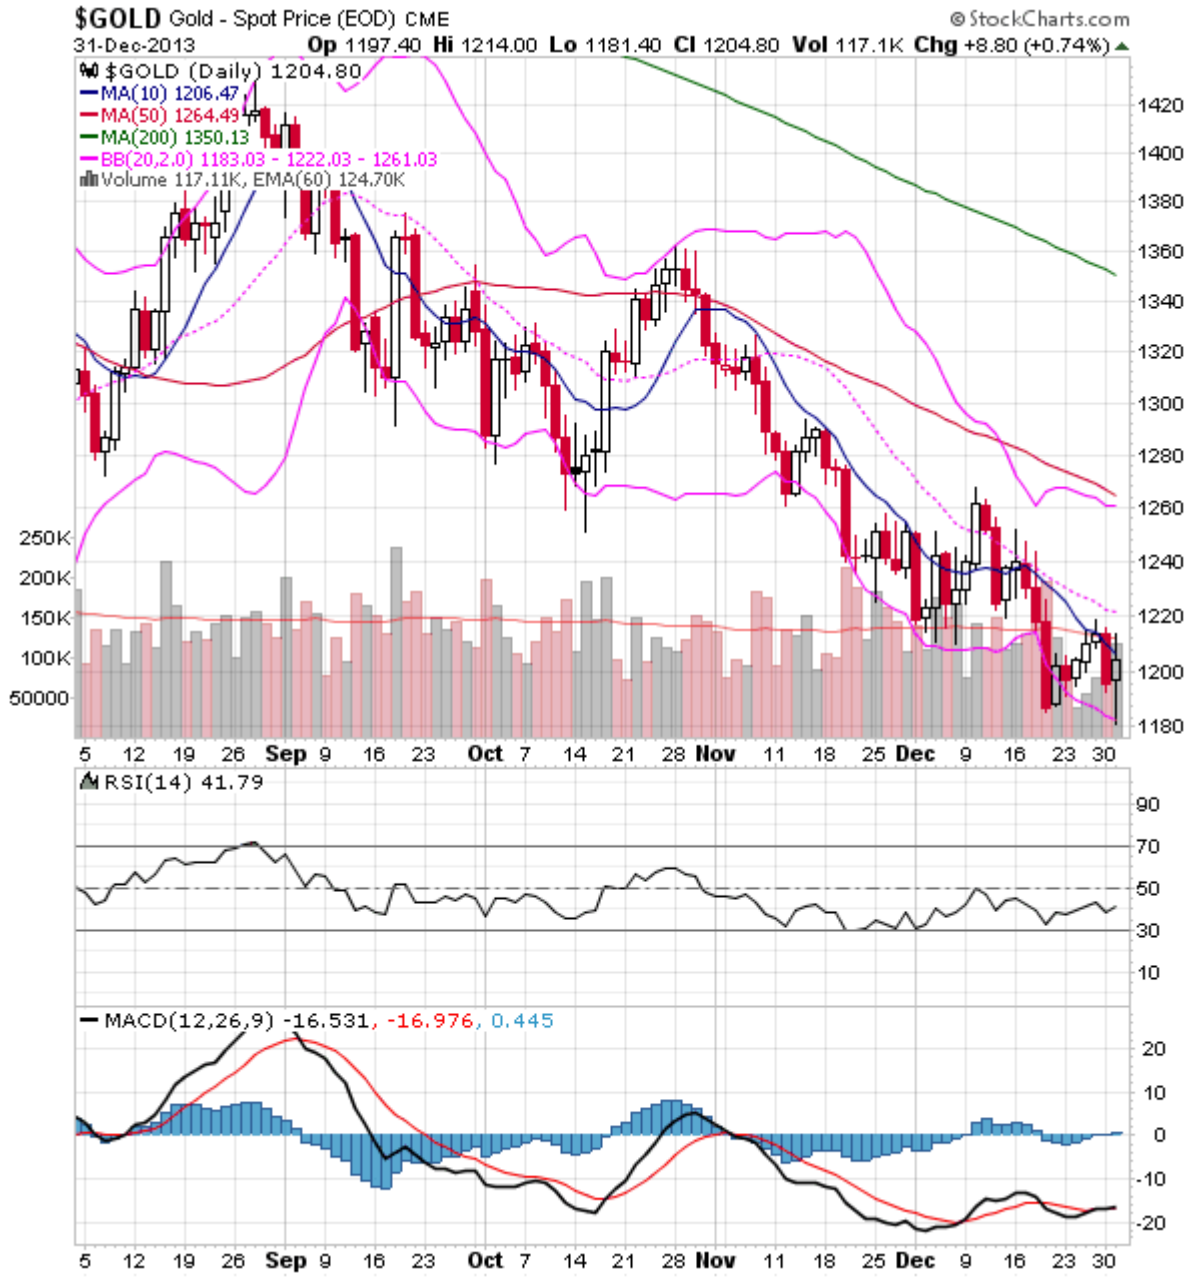 $GOLD Gold - Spot Price (EOD) CME © StockCharts.com
31-Dec-2013 Op 1197.40 Hi 1214.00 Lo 1181.40 Cl 1204.80 Vol 117.1K Chg +8.80 (+0.74%)
$GOLD (Daily) 1204.80
MA(10) 1206.47
MA(50) 1264.49
MA(200) 1350.13
BB(20,2.0) 1183.03 - 1222.03 - 1261.03
Volume 117.11K, EMA(60) 124.70K
1420
1400
1380
1360
1340
1320
1300
1280
1260
1240
1220
1200
1180
250K
200K
150K
100K
50000
5 12 19 26 Sep 9 16 23 Oct 7 14 21 28 Nov 11 18 25 Dec 9 16 23 30
RSI(14) 41.79
90
70
50
30
10
MACD(12,26,9) -16.531, -16.976, 0.445
20
10
0
-10
-20
5 12 19 26 Sep 9 16 23 Oct 7 14 21 28 Nov 11 18 25 Dec 9 16 23 30